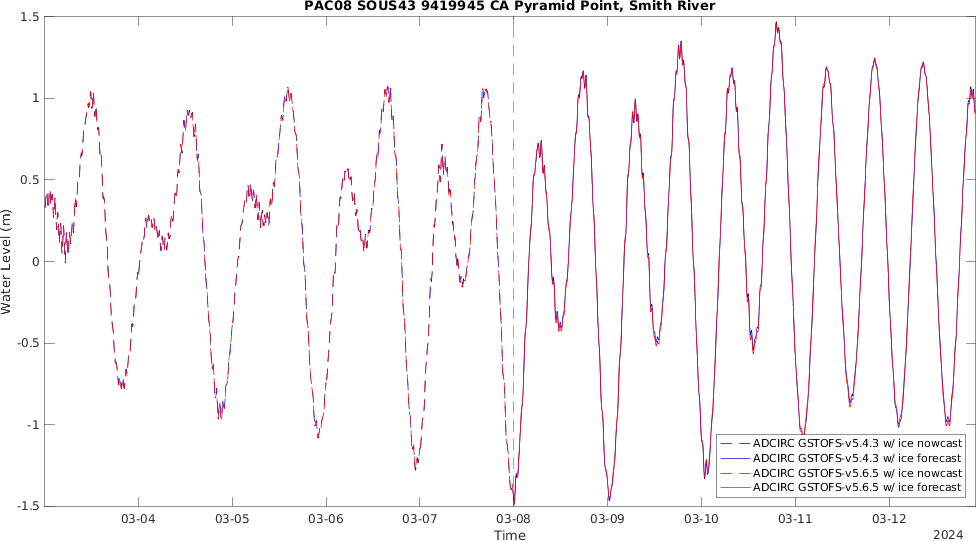 PAC08 SOUS43 9419945 CA Pyramid Point, Smith River
1.5
1
0.5
0
-0.5
-1
-1.5
Water Level (m)
03-04 03-05 03-06 03-07 03-08 03-09 03-10 03-11 03-12
Time
2024
ADCIRC GSTOFS-v5.4.3 w/ ice nowcast
ADCIRC GSTOFS-v5.4.3 w/ ice forecast
ADCIRC GSTOFS-v5.6.5 w/ ice nowcast
ADCIRC GSTOFS-v5.6.5 w/ ice forecast